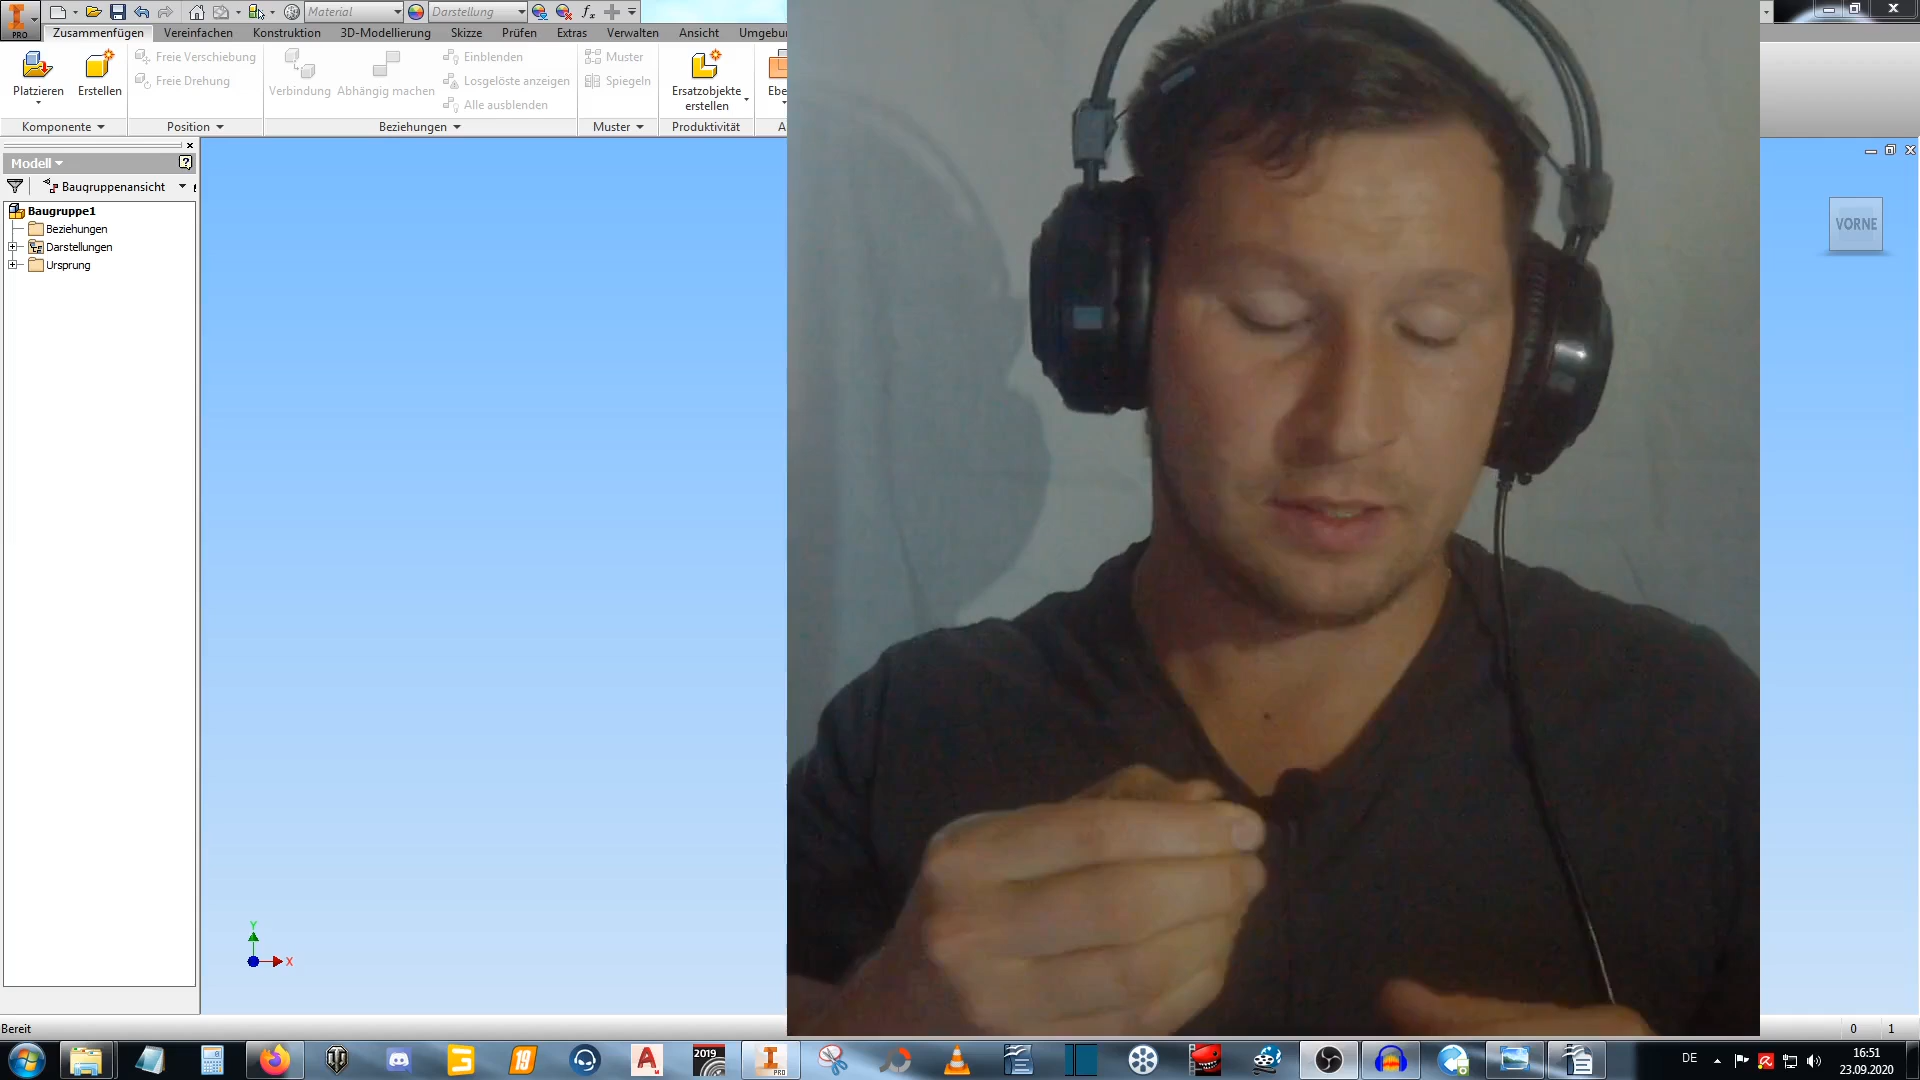 Material
Darstellung
PRO
Zusammenfügen
Vereinfachen
Konstruktion
3D-Modellierung
Skizze
Prüfen
Extras
Verwalten
Ansicht
Platzieren
Erstellen
Freie Verschiebung
Freie Drehung
Verbindung
Abhängig machen
Einblenden
Losgelöste anzeigen
Alle ausblenden
Muster
Spiegeln
Ersatzobjekte
erstellen
Komponente
Position
Beziehungen
Muster
Produktivität
Modell
Baugruppenansicht
Baugruppe1
Beziehungen
Darstellungen
Ursprung
VORNE
Y
X
Bereit
0 1
19
2019
PRO
DE
16:51
23.09.2020